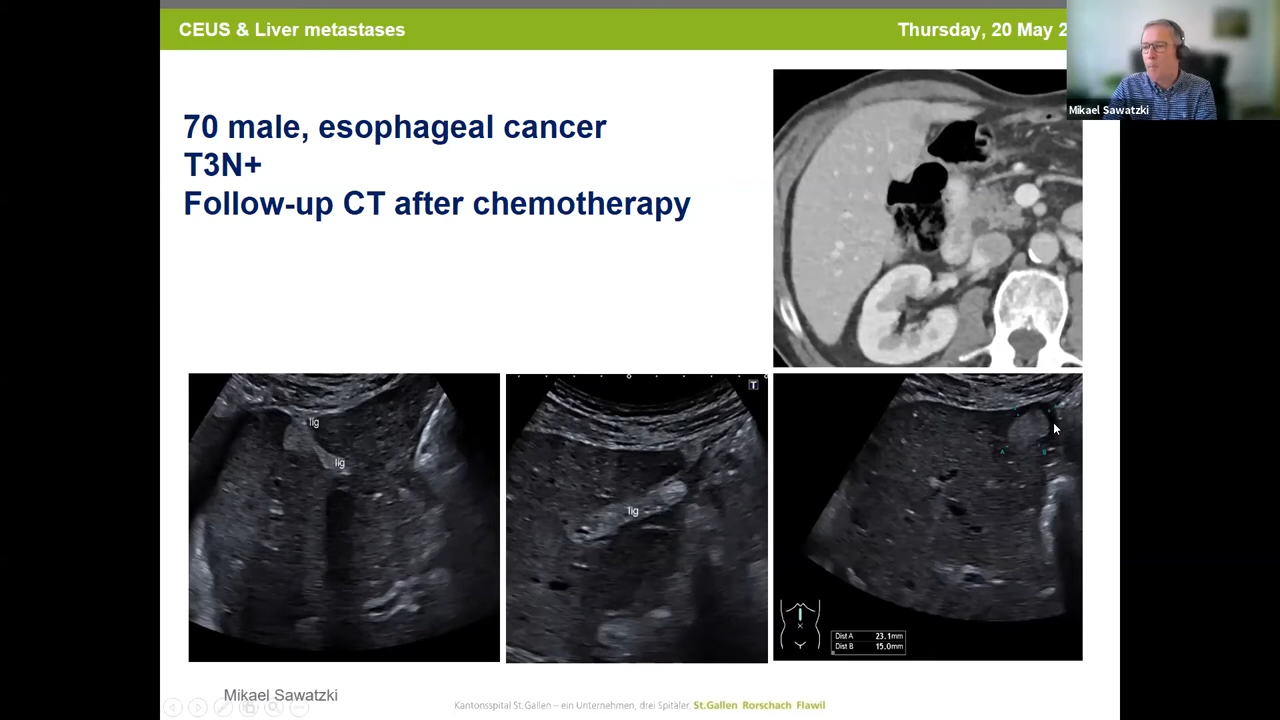 CEUS & Liver metastases
Thursday, 20 May 2
Mikael Sawatzki
70 male, esophageal cancer
T3N+
Follow-up CT after chemotherapy
lig
lig
T
lig
A
B
Dist A 23.1mm
Dist B 15.0mm
Mikael Sawatzki
Kantonsspital St.Gallen – ein Unternehmen, drei Spitäler. St.Gallen Rorschach Flawil